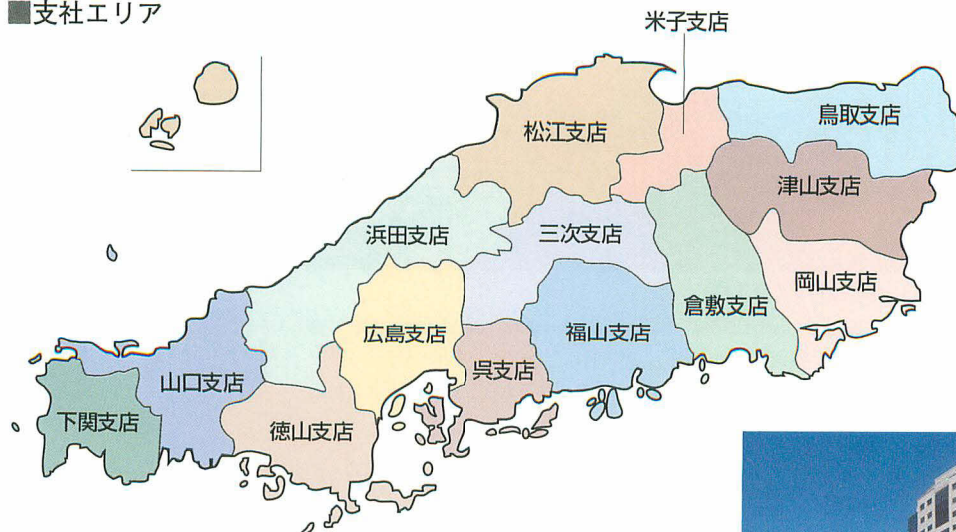 ■支社エリア
米子支店
鳥取支店
松江支店
津山支店
浜田支店
三次支店
岡山支店
倉敷支店
広島支店
福山支店
呉支店
山口支店
下関支店
徳山支店